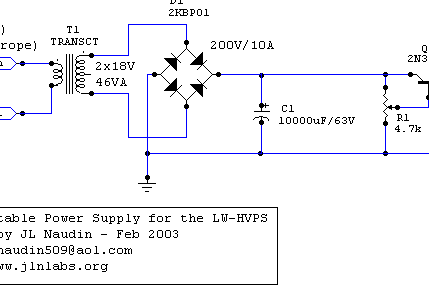 D1
2KBP01
)
T1
rope)
TRANSCT
200V/10A
Q
2N3
2x18V
46VA
C1
10000uF/63V
R1
4.7k
table Power Supply for the LW-HVPS
by JL Naudin - Feb 2003
naudin509@aol.com
ww.jlnlabs.org